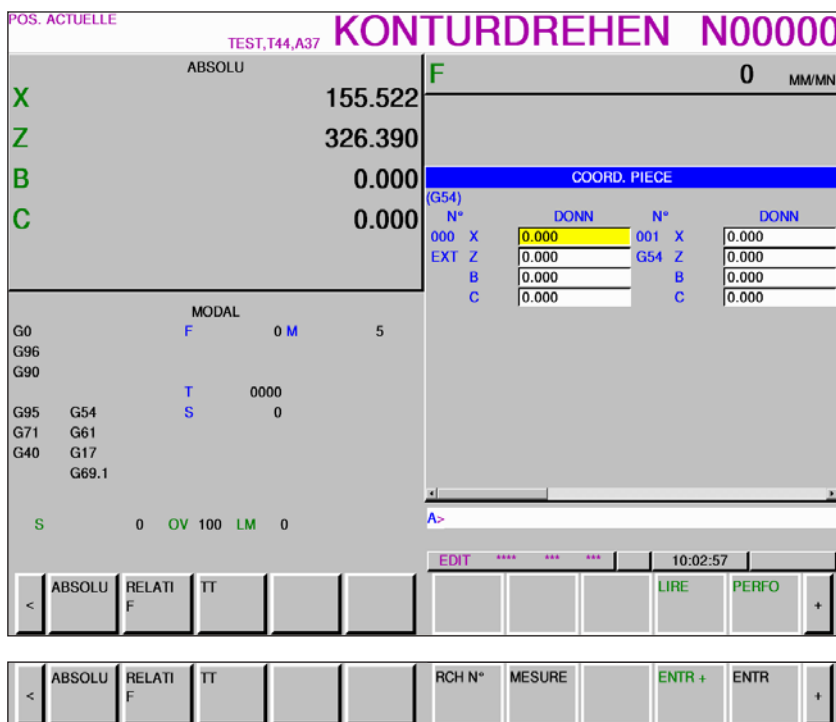 POS. ACTUELLE
TEST,T44,A37 KONTURDREHEN N00000
ABSOLU
X 155.522
Z 326.390
B 0.000
C 0.000
F 0 MM/MN
COORD. PIECE
(G54)
N° DONN N° DONN
000 X 0.000 001 X 0.000
EXT Z 0.000 G54 Z 0.000
B 0.000 B 0.000
C 0.000 C 0.000
MODAL
G0 F 0 M 5
G96
G90
T 0000
G95 G54 S 0
G71 G61
G40 G17
G69.1
S 0 OV 100 LM 0
A>
EDIT **** *** *** 10:02:57
< ABSOLU RELATI F TT LIRE PERFO +
< ABSOLU RELATI F TT RCH N° MESURE ENTR + ENTR +